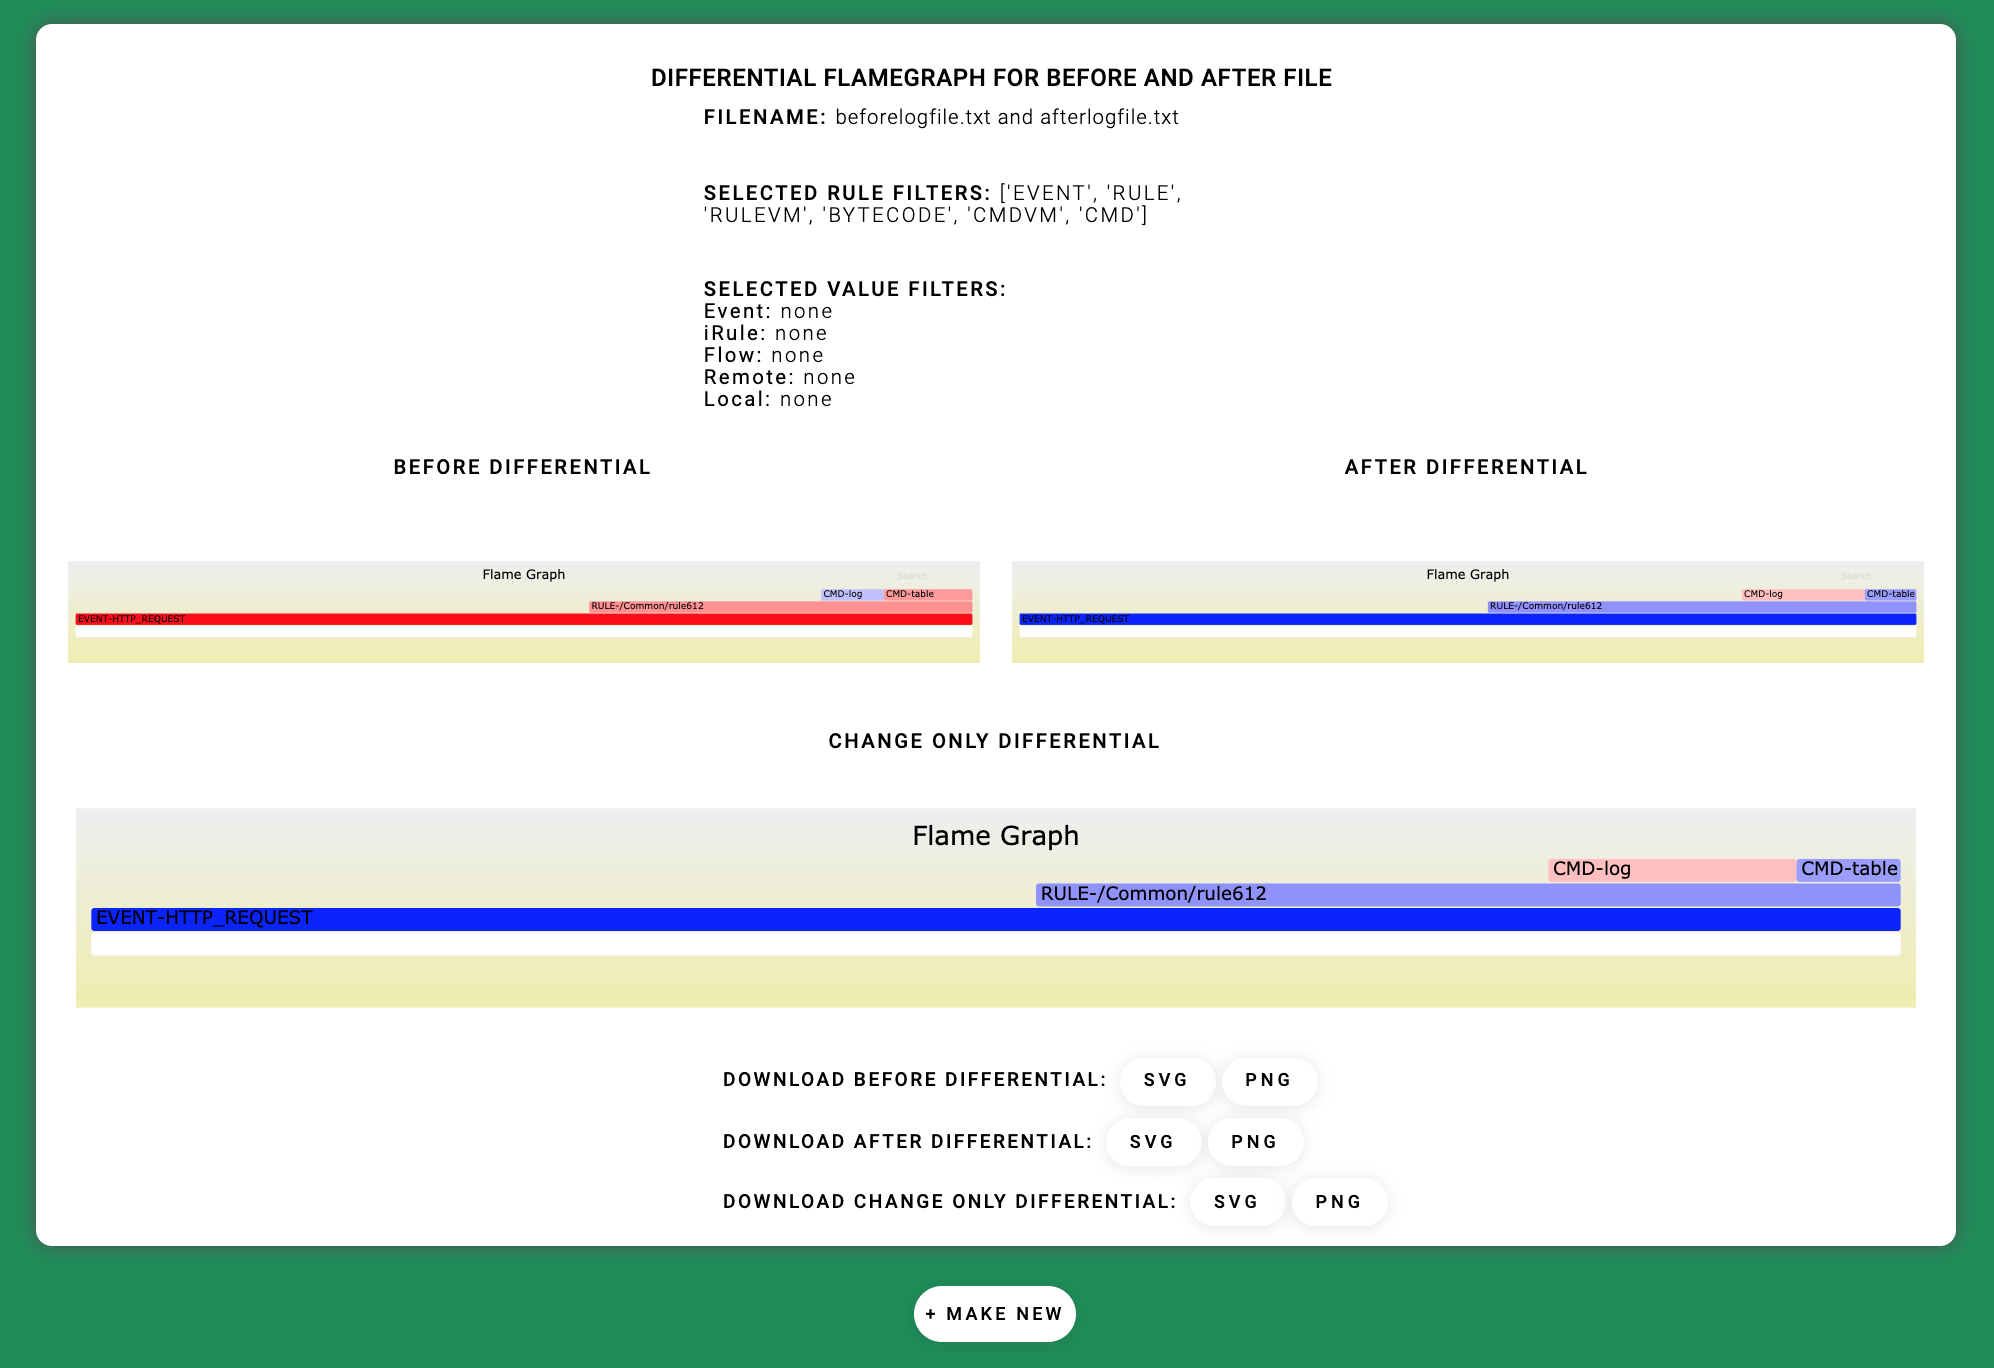 DIFFERENTIAL FLAMEGRAPH FOR BEFORE AND AFTER FILE
FILENAME: beforelogfile.txt and afterlogfile.txt
SELECTED RULE FILTERS: ['EVENT', 'RULE',
'RULEVM', 'BYTECODE', 'CMDVM', 'CMD']
SELECTED VALUE FILTERS:
Event: none
iRule: none
Flow: none
Remote: none
Local: none
BEFORE DIFFERENTIAL
Flame Graph
Search
CMD-log CMD-table
RULE-/Common/rule612
EVENT-HTTP_REQUEST
AFTER DIFFERENTIAL
Flame Graph
Search
CMD-log CMD-table
RULE-/Common/rule612
EVENT-HTTP_REQUEST
CHANGE ONLY DIFFERENTIAL
Flame Graph
CMD-log CMD-table
RULE-/Common/rule612
EVENT-HTTP_REQUEST
DOWNLOAD BEFORE DIFFERENTIAL: SVG PNG
DOWNLOAD AFTER DIFFERENTIAL: SVG PNG
DOWNLOAD CHANGE ONLY DIFFERENTIAL: SVG PNG
+ MAKE NEW